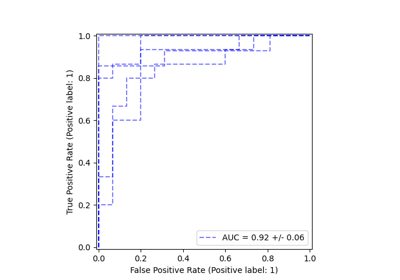 1.0
0.8
0.6
0.4
0.2
0.0
True Positive Rate (Positive label: 1)
AUC = 0.92 +/- 0.06
0.0 0.2 0.4 0.6 0.8 1.0
False Positive Rate (Positive label: 1)